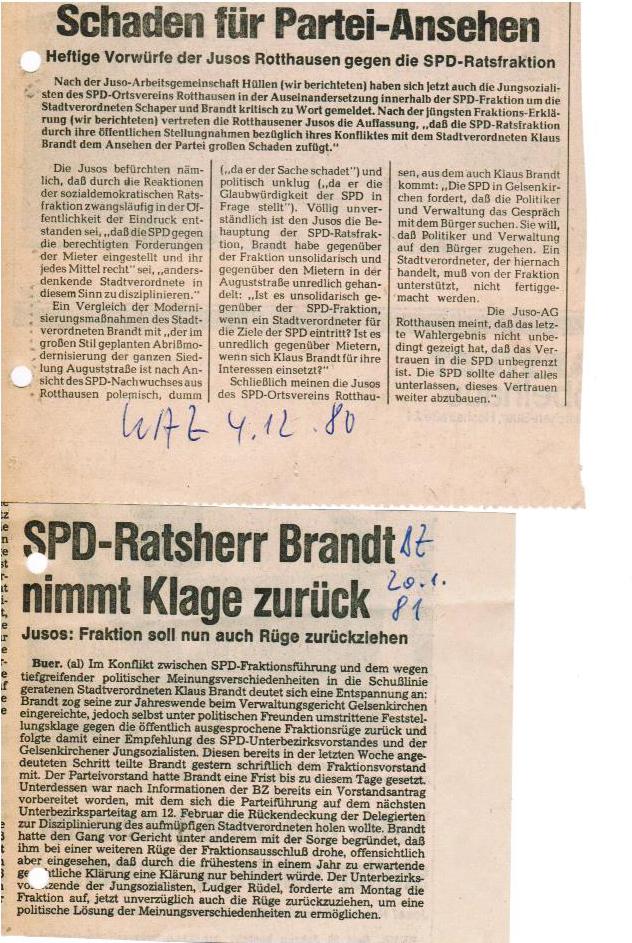 Schaden für Partei-Ansehen
Heftige Vorwürfe der Jusos Rotthausen gegen die SPD-Ratsfraktion
Nach der Juso-Arbeitsgemeinschaft Hüllen (wir berichteten) haben sich jetzt auch die Jungsoziali-
sten des SPD-Ortsvereins Rotthausen in der Auseinandersetzung innerhalb der SPD-Fraktion um die
Stadtverordneten Schaper und Brandt kritisch zu Wort gemeldet. Nach der jüngsten Fraktions-Erklä-
rung (wir berichteten) vertreten die Rotthausener Jusos die Auffassung, „daß die SPD-Ratsfraktion
durch ihre öffentlichen Stellungnahmen bezüglich ihres Konfliktes mit dem Stadtverordneten Klaus
Brandt dem Ansehen der Partei großen Schaden zufügt."
Die Jusos befürchten näm-
lich, daß durch die Reaktionen
der sozialdemokratischen Rats-
fraktion zwangsläufig in der Öf-
fentlichkeit der Eindruck ent-
standen sei, „daß die SPD gegen
die berechtigten Forderungen
der Mieter eingestellt und ihr
jedes Mittel recht" sei, „anders-
denkende Stadtverordnete in
diesem Sinn zu disziplinieren."
Ein Vergleich der Moderni-
sierungsmaßnahmen des Stadt-
verordneten Brandt mit „der im
großen Stil geplanten Abrißmo-
dernisierung der ganzen Sied-
lung Auguststraße ist nach An-
sicht des SPD-Nachwuchses aus
Rotthausen polemisch, dumm
(„da er der Sache schadet") und
politisch unklug („da er die
Glaubwürdigkeit der SPD in
Frage stellt"). Völlig unver-
ständlich ist den Jusos die Be-
hauptung der SPD-Ratsfrak-
tion, Brandt habe gegenüber
der Fraktion unsolidarisch und
gegenüber den Mietern in der
Auguststraße unredlich gehan-
delt: „Ist es unsolidarisch ge-
genüber der SPD-Fraktion,
wenn ein Stadtverordneter für
die Ziele der SPD eintritt? Ist es
unredlich gegenüber Mietern,
wenn sich Klaus Brandt für ihre
Interessen einsetzt?"
Schließlich meinen die Jusos
des SPD-Ortsvereins Rotthau-
sen, aus dem auch Klaus Brandt
kommt: „Die SPD in Gelsenkir-
chen fordert, daß die Politiker
und Verwaltung das Gespräch
mit dem Bürger suchen. Sie will,
daß Politiker und Verwaltung
auf den Bürger zugehen. Ein
Stadtverordneter, der hiernach
handelt, muß von der Fraktion
unterstützt, nicht fertigge-
macht werden.
Die Juso-AG
Rotthausen meint, daß das letz-
te Wahlergebnis nicht unbe-
dingt gezeigt hat, daß das Ver-
trauen in die SPD unbegrenzt
ist. Die SPD sollte daher alles
unterlassen, dieses Vertrauen
weiter abzubauen."
WAZ 4.12.80
SPD-Ratsherr Brandt
nimmt Klage zurück
BZ
20.1.
81
Jusos: Fraktion soll nun auch Rüge zurückziehen
Buer. (al) Im Konflikt zwischen SPD-Fraktionsführung und dem wegen
tiefgreifender politischer Meinungsverschiedenheiten in die Schußlinie
geratenen Stadtverordneten Klaus Brandt deutet sich eine Entspannung an:
Brandt zog seine zur Jahreswende beim Verwaltungsgericht Gelsenkirchen
eingereichte, jedoch selbst unter politischen Freunden umstrittene Feststel-
lungsklage gegen die öffentlich ausgesprochene Fraktionsrüge zurück und
folgte damit einer Empfehlung des SPD-Unterbezirksvorstandes und der
Gelsenkirchener Jungsozialisten. Diesen bereits in der letzten Woche ange-
deuteten Schritt teilte Brandt gestern schriftlich dem Fraktionsvorstand
mit. Der Parteivorstand hatte Brandt eine Frist bis zu diesem Tage gesetzt.
Unterdessen war nach Informationen der BZ bereits ein Vorstandsantrag
vorbereitet worden, mit dem sich die Parteiführung auf dem nächsten
Unterbezirksparteitag am 12. Februar die Rückendeckung der Delegierten
zur Disziplinierung des aufmüpfigen Stadtverordneten holen wollte. Brandt
hatte den Gang vor Gericht unter anderem mit der Sorge begründet, daß
ihm bei einer weiteren Rüge der Fraktionsausschluß drohe, offensichtlich
aber eingesehen, daß durch die frühestens in einem Jahr zu erwartende
ge tliche Klärung eine Klärung nur behindert würde. Der Unterbezirks-
vo zende der Jungsozialisten, Ludger Rüdel, forderte am Montag die
Fraktion auf, jetzt unverzüglich auch die Rüge zurückzuziehen, um eine
politische Lösung der Meinungsverschiedenheiten zu ermöglichen.